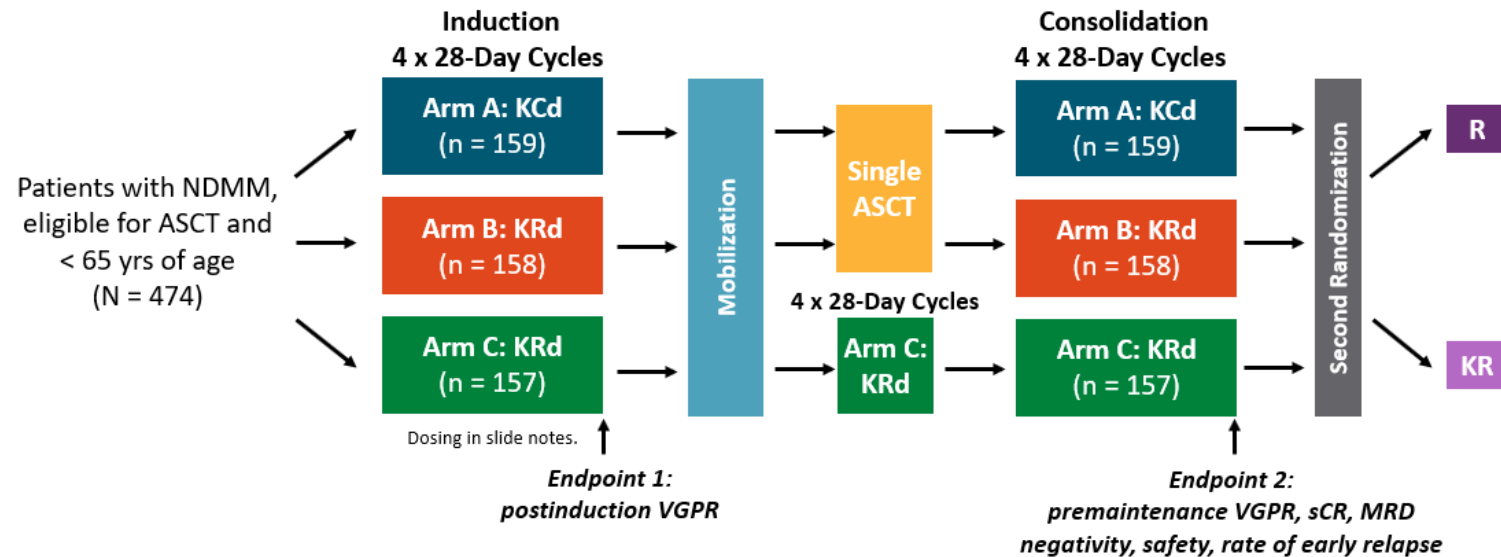 Induction
4 x 28-Day Cycles
Consolidation
4 x 28-Day Cycles
Patients with NDMM,
eligible for ASCT and
< 65 yrs of age
(N = 474)
Arm A: KCd
(n = 159)
Arm B: KRd
(n = 158)
Arm C: KRd
(n = 157)
Dosing in slide notes.
Mobilization
Single
ASCT
4 x 28-Day Cycles
Arm C:
KRd
Arm A: KCd
(n = 159)
Arm B: KRd
(n = 158)
Arm C: KRd
(n = 157)
Second Randomization
R
KR
Endpoint 1:
postinduction VGPR
Endpoint 2:
premaintenance VGPR, sCR, MRD
negativity, safety, rate of early relapse